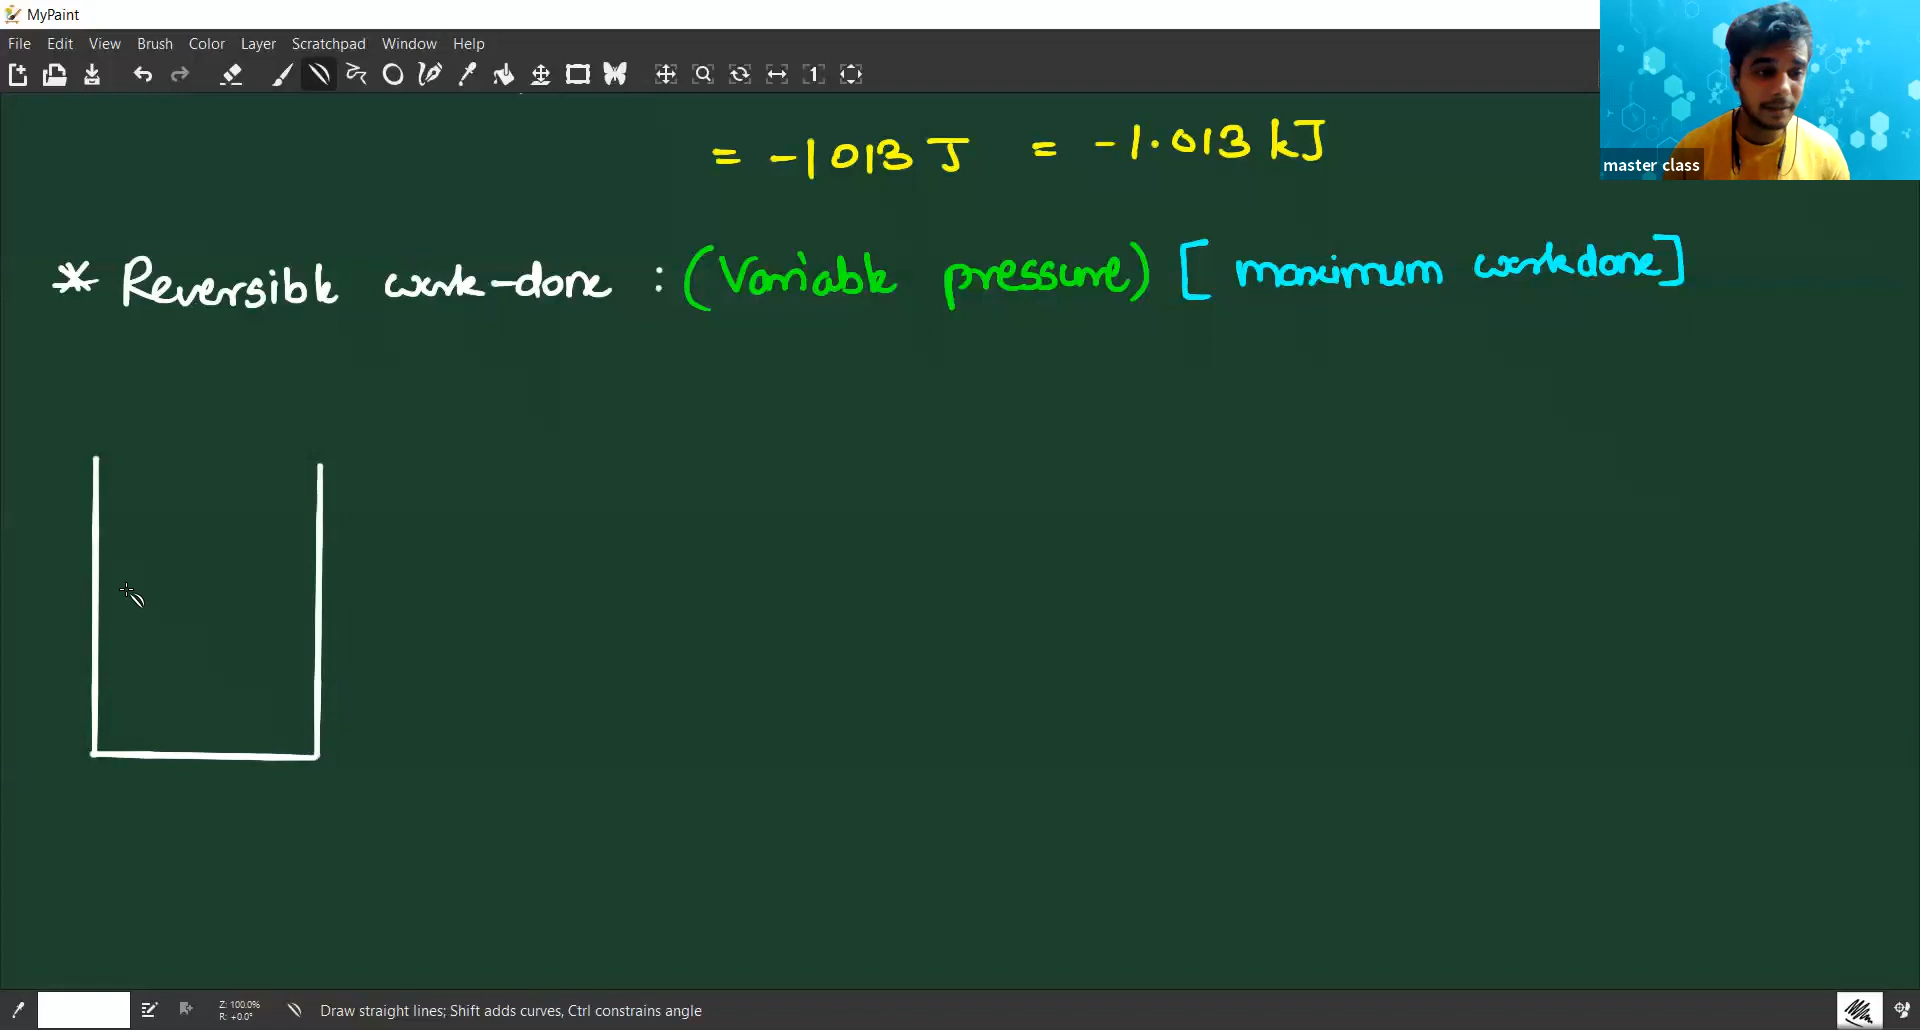 MyPaint
File Edit View Brush Color Layer Scratchpad Window Help
master class
= -1013 J = -1.013 kJ
* Reversible work-done : (Variable pressure) [maximum workdone]
Z: 100.0%
R: +0.0°
Draw straight lines; Shift adds curves, Ctrl constrains angle